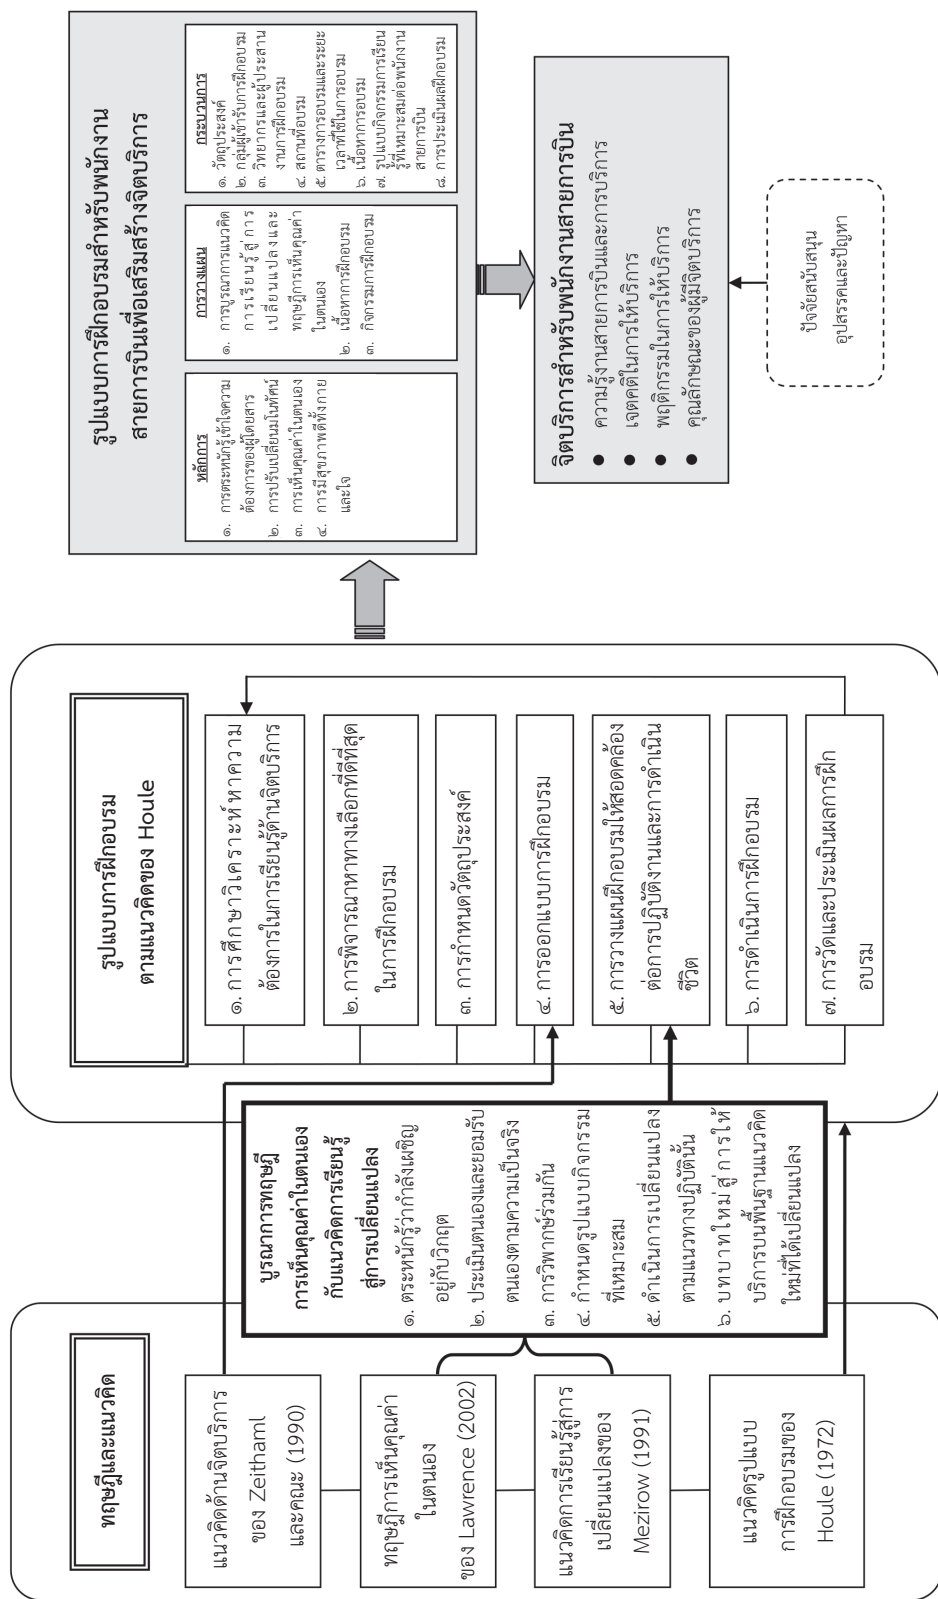 ทฤษฎีและแนวคิด
แนวคิดด้านจิตบริการ
ของ Zeithaml
และคณะ (1990)
ทฤษฎีการเห็นคุณค่า
ในตนเอง
ของ Lawrence (2002)
แนวคิดการเรียนรู้สู่การ
เปลี่ยนแปลงของ
Mezirow (1991)
แนวคิดรูปแบบ
การฝึกอบรมของ
Houle (1972)
บูรณาการทฤษฎี
การเห็นคุณค่าในตนเอง
กับแนวคิดการเรียนรู้
สู่การเปลี่ยนแปลง
๑. ตระหนักรู้ว่ากำลังเผชิญ
อยู่กับวิกฤต
๒. ประเมินตนเองและยอมรับ
ตนเองตามความเป็นจริง
๓. การวิพากษ์ร่วมกัน
๔. กำหนดรูปแบบกิจกรรม
ที่เหมาะสม
๕. ดำเนินการเปลี่ยนแปลง
ตามแนวทางปฏิบัตินั้น
๖. บทบาทใหม่สู่การให้
บริการบนพื้นฐานแนวคิด
ใหม่ที่ได้เปลี่ยนแปลง
รูปแบบการฝึกอบรม
ตามแนวคิดของ Houle
๑. การศึกษาวิเคราะห์หาความ
ต้องการในการเรียนรู้ด้านจิตบริการ
๒. การพิจารณาหาทางเลือกที่ดีที่สุด
ในการฝึกอบรม
๓. การกำหนดวัตถุประสงค์
๔. การออกแบบการฝึกอบรม
๕. การวางแผนฝึกอบรมให้สอดคล้อง
ต่อการปฏิบัติงานและการดำเนิน
ชีวิต
๖. การดำเนินการฝึกอบรม
๗. การวัดและประเมินผลการฝึก
อบรม
รูปแบบการฝึกอบรมสำหรับพนักงาน
สายการบินเพื่อเสริมสร้างจิตบริการ
หลักการ
๑. การตระหนักรู้เข้าใจความ
ต้องการของผู้โดยสาร
๒. การปรับเปลี่ยนมโนทัศน์
๓. การเห็นคุณค่าในตนเอง
๔. การมีสุขภาพดีทั้งกาย
และใจ
การวางแผน
๑. การบูรณาการแนวคิด
การเรียนรู้สู่การ
เปลี่ยนแปลงและ
ทฤษฎีการเห็นคุณค่า
ในตนเอง
๒. เนื้อหาการฝึกอบรม
๓. กิจกรรมการฝึกอบรม
กระบวนการ
๑. วัตถุประสงค์
๒. กลุ่มผู้เข้ารับการฝึกอบรม
๓. วิทยากรและผู้ประสาน
งานการฝึกอบรม
๔. สถานที่อบรม
๕. ตารางการอบรมและระยะ
เวลาที่ใช้ในการอบรม
๖. เนื้อหาการอบรม
๗. รูปแบบกิจกรรมการเรียน
รู้ที่เหมาะสมต่อพนักงาน
สายการบิน
๘. การประเมินผลฝึกอบรม
จิตบริการสำหรับพนักงานสายการบิน
● ความรู้งานสายการบินและการบริการ
● เจตคติในการให้บริการ
● พฤติกรรมในการให้บริการ
● คุณลักษณะของผู้มีจิตบริการ
ปัจจัยสนับสนุน
อุปสรรคและปัญหา